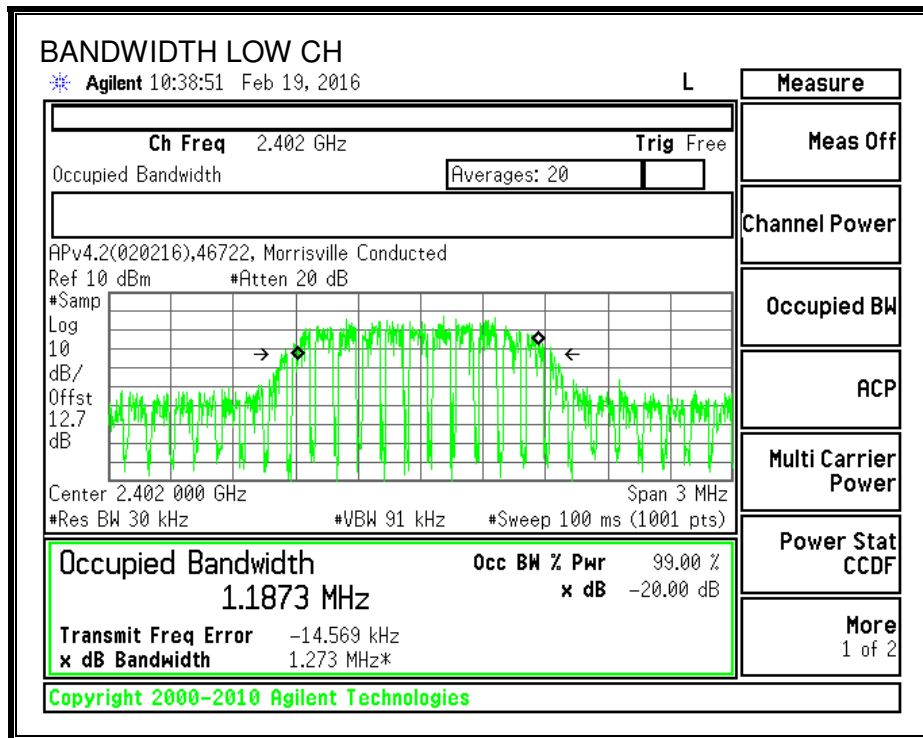 BANDWIDTH LOW CH
Agilent 10:38:51 Feb 19, 2016 L
Ch Freq 2.402 GHz Trig Free
Occupied Bandwidth Averages: 20
APv4.2(020216),46722, Morrisville Conducted
Ref 10 dBm #Atten 20 dB
#Samp
Log
10
dB/
Offst
12.7
dB
Center 2.402 000 GHz Span 3 MHz
#Res BW 30 kHz #VBW 91 kHz #Sweep 100 ms (1001 pts)
Occupied Bandwidth Occ BW % Pwr 99.00 %
1.1873 MHz x dB -20.00 dB
Transmit Freq Error -14.569 kHz
x dB Bandwidth 1.273 MHz*
Copyright 2000-2010 Agilent Technologies
Measure
Meas Off
Channel Power
Occupied BW
ACP
Multi Carrier
Power
Power Stat
CCDF
More
1 of 2